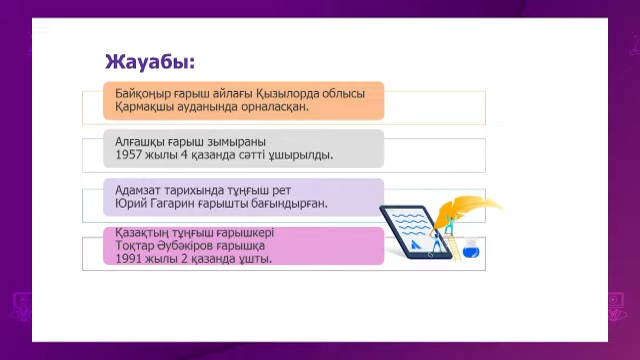 Жауабы:
Байқоңыр ғарыш айлағы Қызылорда облысы
Қармақшы ауданында орналасқан.
Алғашқы ғарыш зымыраны
1957 жылы 4 қазанда сәтті ұшырылды.
Адамзат тарихында тұңғыш рет
Юрий Гагарин ғарышты бағындырған.
Қазақтың тұңғыш ғарышкері
Тоқтар Әубәкіров ғарышқа
1991 жылы 2 қазанда ұшты.